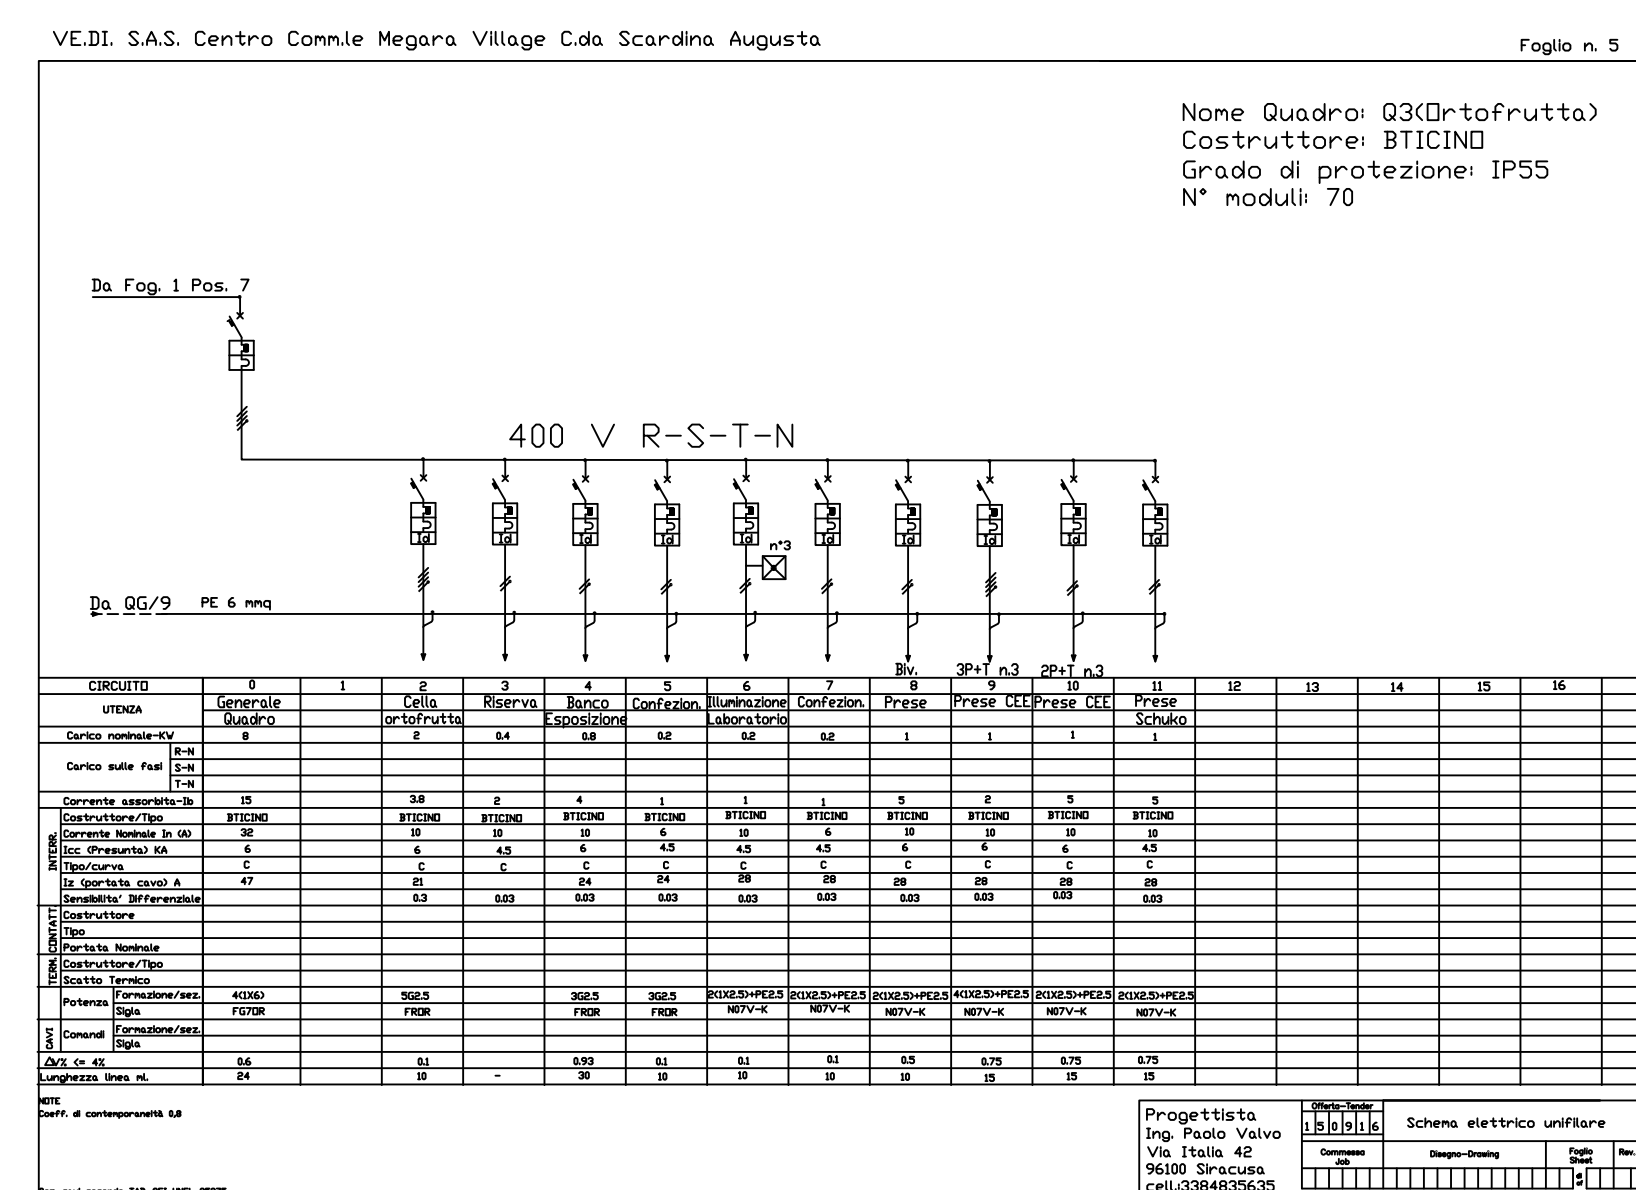 VE.DI. S.A.S. Centro Comm.le Megara Village C.da Scardina Augusta
Foglio n. 5
Nome Quadro: Q3(Ortofrutta)
Costruttore: BTICINO
Grado di protezione: IP55
N° moduli: 70
Da Fog. 1 Pos. 7
400 V R-S-T-N
Id Id Id Id Id Id Id Id Id Id
n°3
Da QG/9 PE 6 mmq
Biv. 3P+T n.3 2P+T n.3
CIRCUITO 0 1 2 3 4 5 6 7 8 9 10 11 12 13 14 15 16
UTENZA Generale Cella Riserva Banco Confezion. Illuminazione Confezion. Prese Prese CEE Prese CEE Prese
Quadro ortofrutta Esposizione Laboratorio Schuko
Carico nominale-KW 8 2 0.4 0.8 0.2 0.2 0.2 1 1 1 1
Carico sulle fasi R-N
S-N
T-N
Corrente assorbita-Ib 15 3.8 2 4 1 1 1 5 2 5 5
INTERR. Costruttore/Tipo BTICINO BTICINO BTICINO BTICINO BTICINO BTICINO BTICINO BTICINO BTICINO BTICINO BTICINO
Corrente Nominale In (A) 32 10 10 10 6 10 6 10 10 10 10
Icc (Presunta) KA 6 6 4.5 6 4.5 4.5 4.5 6 6 6 4.5
Tipo/curva C C C C C C C C C C C
Iz (portata cavo) A 47 21 24 24 28 28 28 28 28 28
Sensibilita' Differenziale 0.3 0.03 0.03 0.03 0.03 0.03 0.03 0.03 0.03 0.03
CONTATT. Costruttore
Tipo
Portata Nominale
TERM. Costruttore/Tipo
Scatto Termico
CAVI Potenza Formazione/sez. 4(1X6) 5G2.5 3G2.5 3G2.5 2(1X2.5)+PE2.5 2(1X2.5)+PE2.5 2(1X2.5)+PE2.5 4(1X2.5)+PE2.5 2(1X2.5)+PE2.5 2(1X2.5)+PE2.5
Sigla FG7OR FROR FROR FROR N07V-K N07V-K N07V-K N07V-K N07V-K N07V-K
Comandi Formazione/sez.
Sigla
ΔV% <= 4% 0.6 0.1 0.93 0.1 0.1 0.1 0.5 0.75 0.75 0.75
Lunghezza linea ml. 24 10 - 30 10 10 10 10 15 15 15
NOTE
Coeff. di contemporaneità 0,8
Progettista
Ing. Paolo Valvo
Via Italia 42
96100 Siracusa
cell.:3384835635
Offerta-Tender
150916
Schema elettrico unifilare
Commessa
Job
Disegno-Drawing
Foglio
Sheet
Rev.
di
of